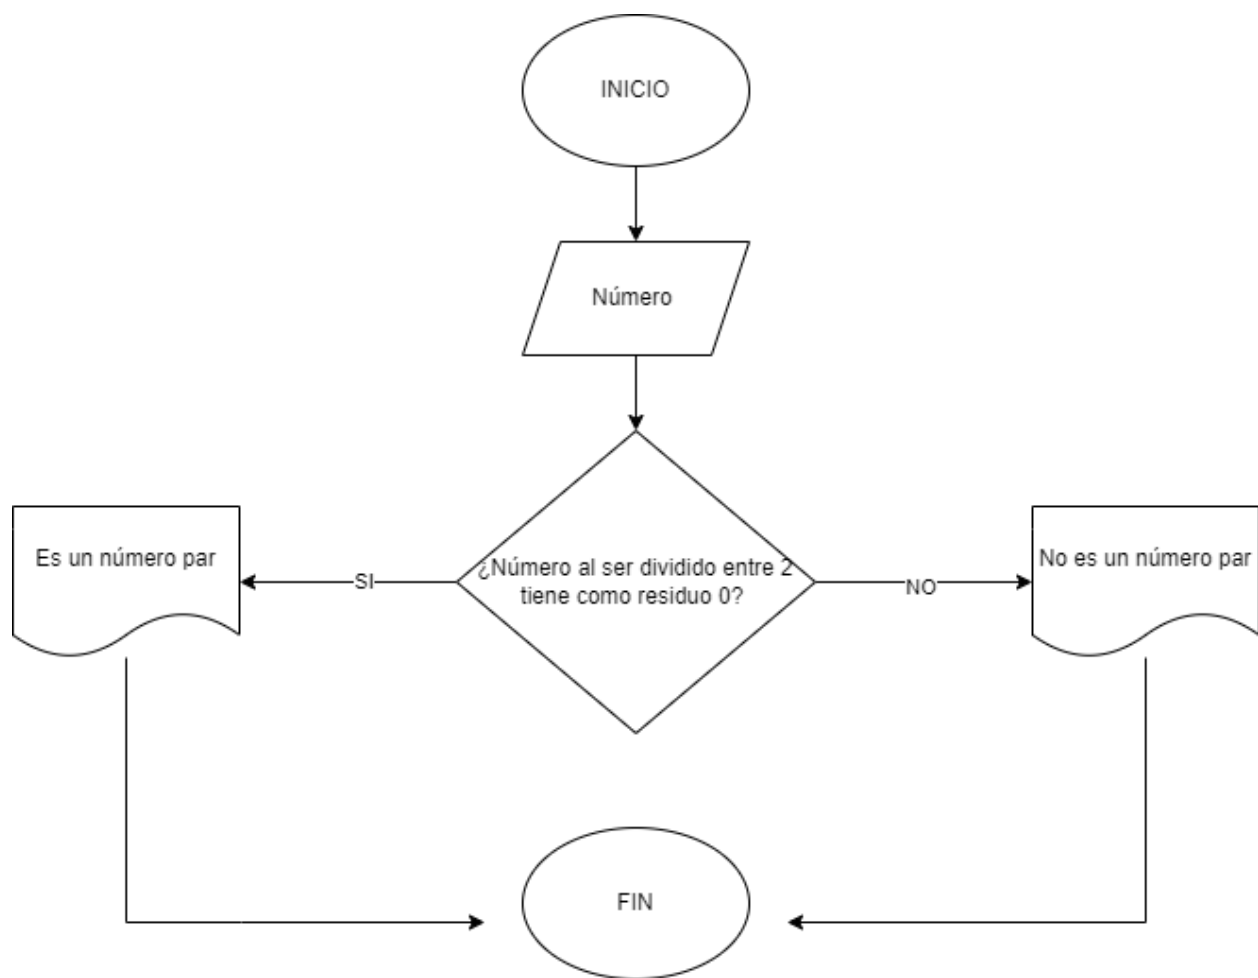 INICIO
Número
¿Número al ser dividido entre 2
tiene como residuo 0?
SI
Es un número par
NO
No es un número par
FIN